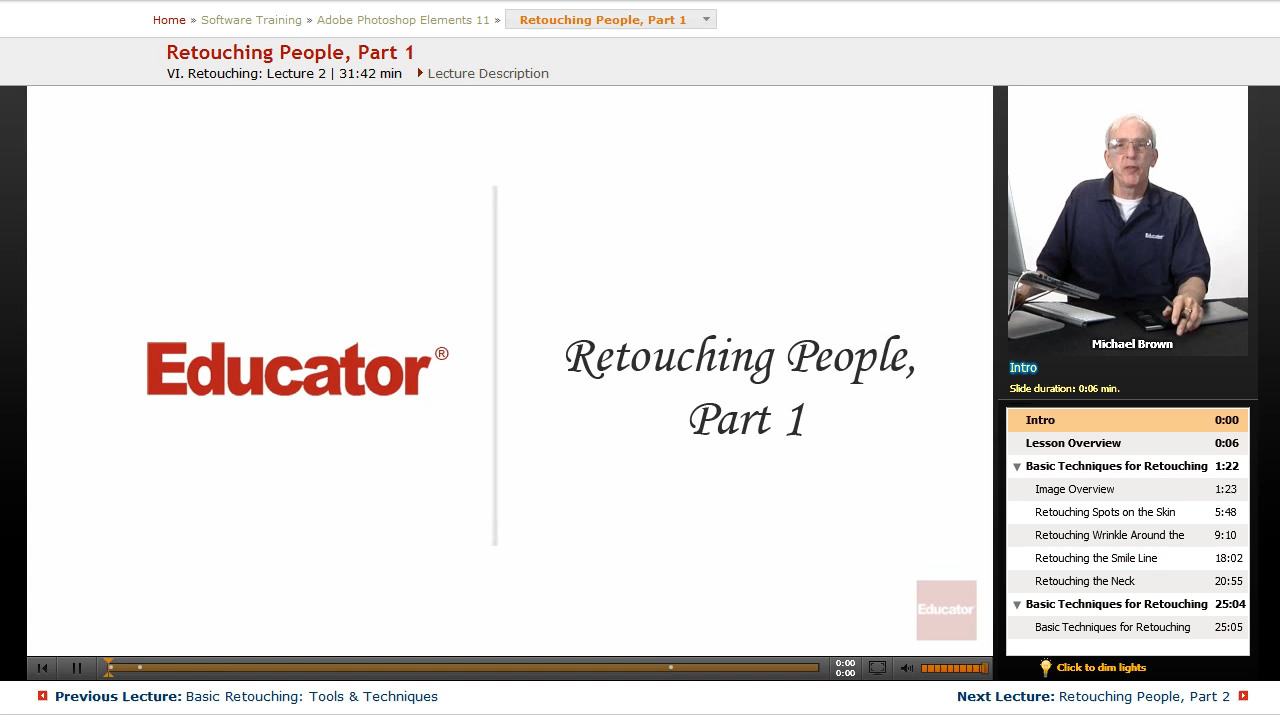 Home » Software Training » Adobe Photoshop Elements 11 » Retouching People, Part 1
Retouching People, Part 1
VI. Retouching: Lecture 2 | 31:42 min Lecture Description
Educator®
Retouching People,
Part 1
Educator
Educator
Michael Brown
Intro
Slide duration: 0:06 min.
Intro 0:00
Lesson Overview 0:06
Basic Techniques for Retouching 1:22
Image Overview 1:23
Retouching Spots on the Skin 5:48
Retouching Wrinkle Around the 9:10
Retouching the Smile Line 18:02
Retouching the Neck 20:55
Basic Techniques for Retouching 25:04
Basic Techniques for Retouching 25:05
0:00
0:00
Click to dim lights
Previous Lecture: Basic Retouching: Tools & Techniques
Next Lecture: Retouching People, Part 2